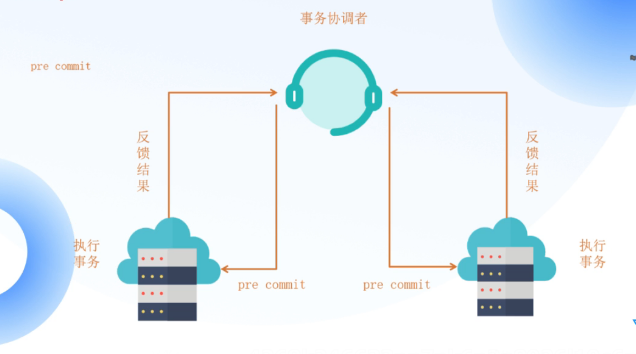 事务协调者
pre commit
反馈结果
反馈结果
执行
事务
执行
事务
pre commit
pre commit